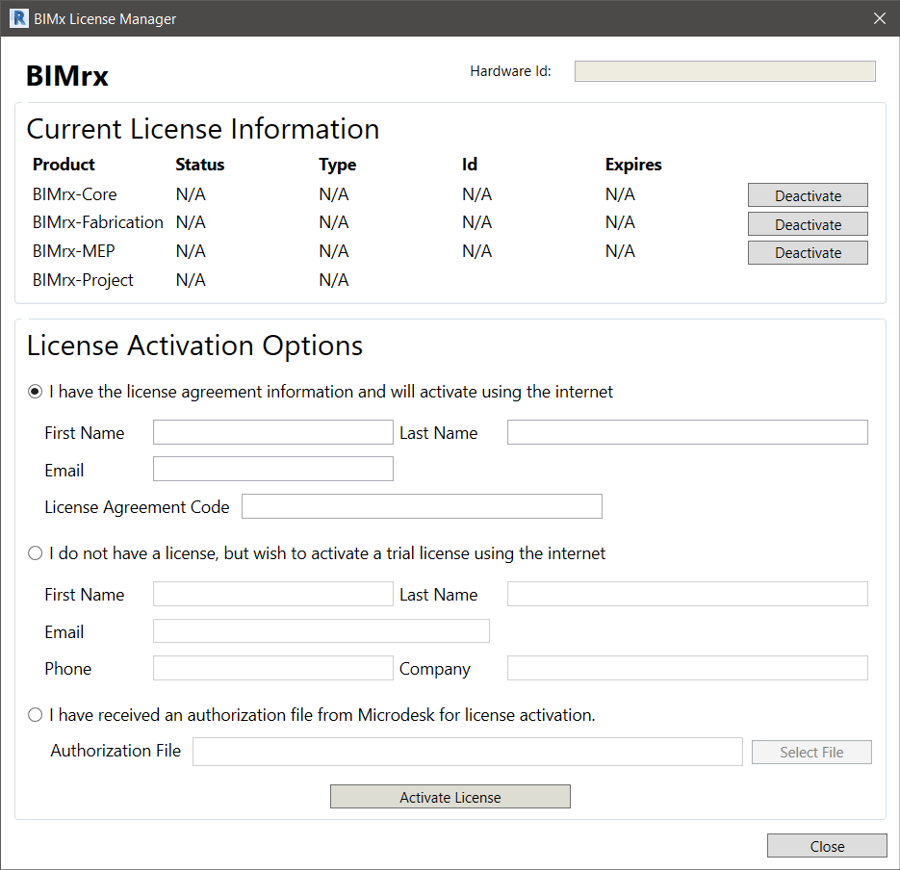 BIMx License Manager
BIMrx
Hardware Id:
Current License Information
Product Status Type Id Expires
BIMrx-Core N/A N/A N/A N/A Deactivate
BIMrx-Fabrication N/A N/A N/A N/A Deactivate
BIMrx-MEP N/A N/A N/A N/A Deactivate
BIMrx-Project N/A N/A
License Activation Options
I have the license agreement information and will activate using the internet
First Name Last Name
Email
License Agreement Code
I do not have a license, but wish to activate a trial license using the internet
First Name Last Name
Email
Phone Company
I have received an authorization file from Microdesk for license activation.
Authorization File Select File
Activate License
Close